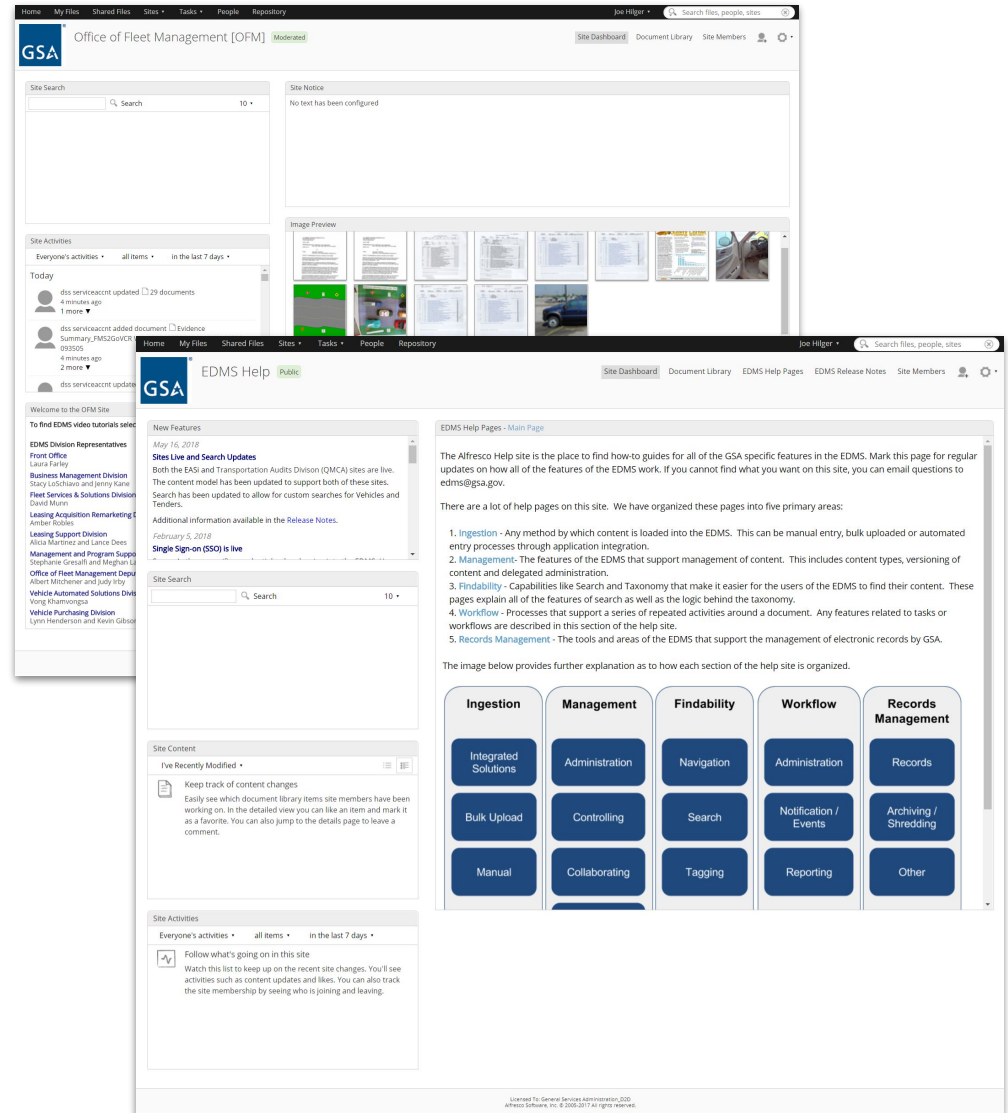 Home My Files Shared Files Sites Tasks People Repository Joe Hilger Search files, people, sites
GSA
Office of Fleet Management [OFM] Moderated
Site Dashboard Document Library Site Members
Site Search
Search 10
Site Notice
No text has been configured
Image Preview
Site Activities
Everyone's activities all items in the last 7 days
Today
dss serviceaccnt updated 29 documents
4 minutes ago
1 more ▼
dss serviceaccnt added document Evidence
Summary_FMS2GoVCR
093505
4 minutes ago
2 more ▼
dss serviceaccnt update
Welcome to the OFM Site
To find EDMS video tutorials selec
EDMS Division Representatives
Front Office
Laura Farley
Business Management Division
Stacy LoSchiavo and Jenny Kane
Fleet Services & Solutions Division
David Munn
Leasing Acquisition Remarketing D
Amber Robles
Leasing Support Division
Alicia Martinez and Lance Dees
Management and Program Suppo
Stephanie Gresalfi and Meghan La
Office of Fleet Management Depu
Albert Mitchener and Judy Irby
Vehicle Automated Solutions Divis
Vong Khamvongsa
Vehicle Purchasing Division
Lynn Henderson and Kevin Gibson
Home My Files Shared Files Sites Tasks People Repository Joe Hilger Search files, people, sites
GSA
EDMS Help Public
Site Dashboard Document Library EDMS Help Pages EDMS Release Notes Site Members
New Features
May 16, 2018
Sites Live and Search Updates
Both the EASi and Transportation Audits Divison (QMCA) sites are live.
The content model has been updated to support both of these sites.
Search has been updated to allow for custom searches for Vehicles and
Tenders.
Additional information available in the Release Notes.
February 5, 2018
Single Sign-on (SSO) is live
Site Search
Search 10
Site Content
I've Recently Modified
Keep track of content changes
Easily see which document library items site members have been
working on. In the detailed view you can like an item and mark it
as a favorite. You can also jump to the details page to leave a
comment.
Site Activities
Everyone's activities all items in the last 7 days
Follow what's going on in this site
Watch this list to keep up on the recent site changes. You'll see
activities such as content updates and likes. You can also track
the site membership by seeing who is joining and leaving.
EDMS Help Pages - Main Page
The Alfresco Help site is the place to find how-to guides for all of the GSA specific features in the EDMS. Mark this page for regular
updates on how all of the features of the EDMS work. If you cannot find what you want on this site, you can email questions to
edms@gsa.gov.
There are a lot of help pages on this site. We have organized these pages into five primary areas:
1. Ingestion - Any method by which content is loaded into the EDMS. This can be manual entry, bulk uploaded or automated
entry processes through application integration.
2. Management- The features of the EDMS that support management of content. This includes content types, versioning of
content and delegated administration.
3. Findability - Capabilities like Search and Taxonomy that make it easier for the users of the EDMS to find their content. These
pages explain all of the features of search as well as the logic behind the taxonomy.
4. Workflow - Processes that support a series of repeated activities around a document. Any features related to tasks or
workflows are described in this section of the help site.
5. Records Management - The tools and areas of the EDMS that support the management of electronic records by GSA.
The image below provides further explanation as to how each section of the help site is organized.
Ingestion Management Findability Workflow Records
Management
Integrated
Solutions Administration Navigation Administration Records
Bulk Upload Controlling Search Notification /
Events Archiving /
Shredding
Manual Collaborating Tagging Reporting Other
Licensed To: General Services Administration_D2D
Alfresco Software, Inc. © 2005-2017 All rights reserved.